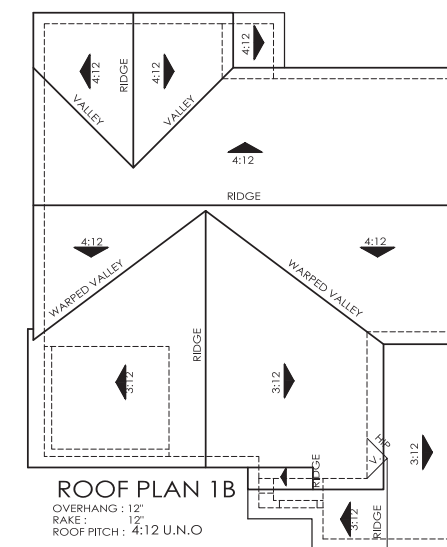 4:12
4:12
RIDGE
4:12
VALLEY
VALLEY
4:12
RIDGE
4:12
4:12
WARPED VALLEY
WARPED VALLEY
RIDGE
3:12
3:12
HIP
V.
3:12
RIDGE
3:12
RIDGE
ROOF PLAN 1B
OVERHANG : 12"
RAKE : 12"
ROOF PITCH : 4:12 U.N.O